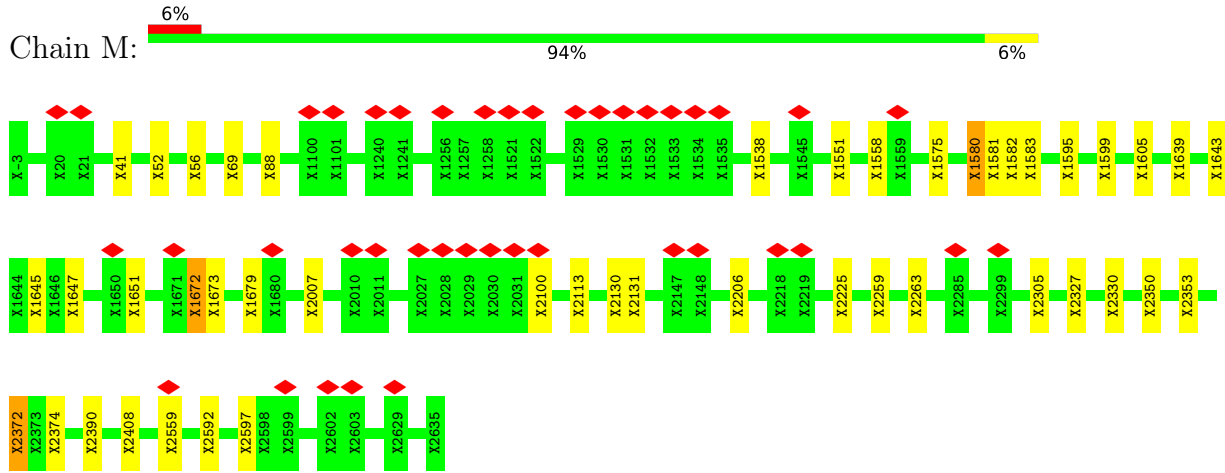 6%
Chain M:
94%
6%
X-3 X20 X21 X41 X52 X56 X69 X88 X1100 X1101 X1240 X1241 X1256 X1257 X1258 X1521 X1522 X1529 X1530 X1531 X1532 X1533 X1534 X1535 X1538 X1545 X1551 X1558 X1559 X1575 X1580 X1581 X1582 X1583 X1595 X1599 X1605 X1639 X1643
X1644 X1645 X1646 X1647 X1650 X1651 X1671 X1672 X1673 X1679 X1680 X2007 X2010 X2011 X2027 X2028 X2029 X2030 X2031 X2100 X2113 X2130 X2131 X2147 X2148 X2206 X2218 X2219 X2225 X2259 X2263 X2285 X2299 X2305 X2327 X2330 X2350 X2353
X2372 X2373 X2374 X2390 X2408 X2559 X2592 X2597 X2598 X2599 X2602 X2603 X2629 X2635